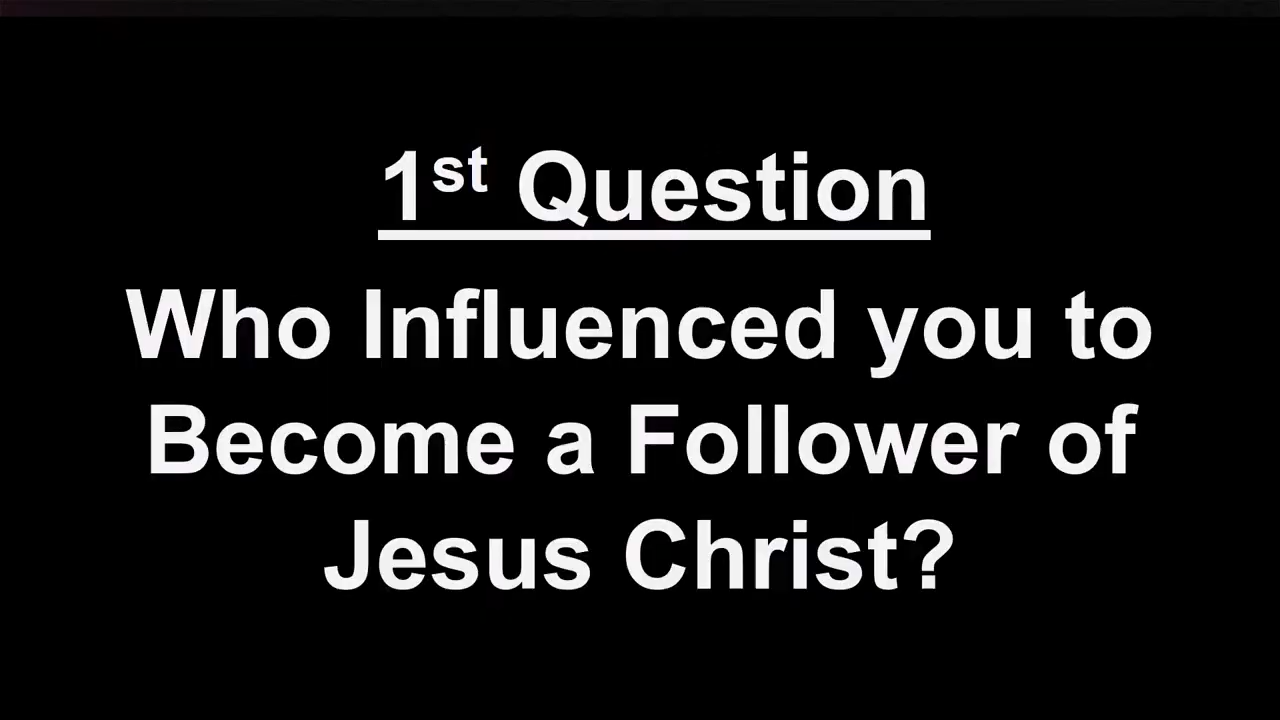 1st Question
Who Influenced you to
Become a Follower of
Jesus Christ?